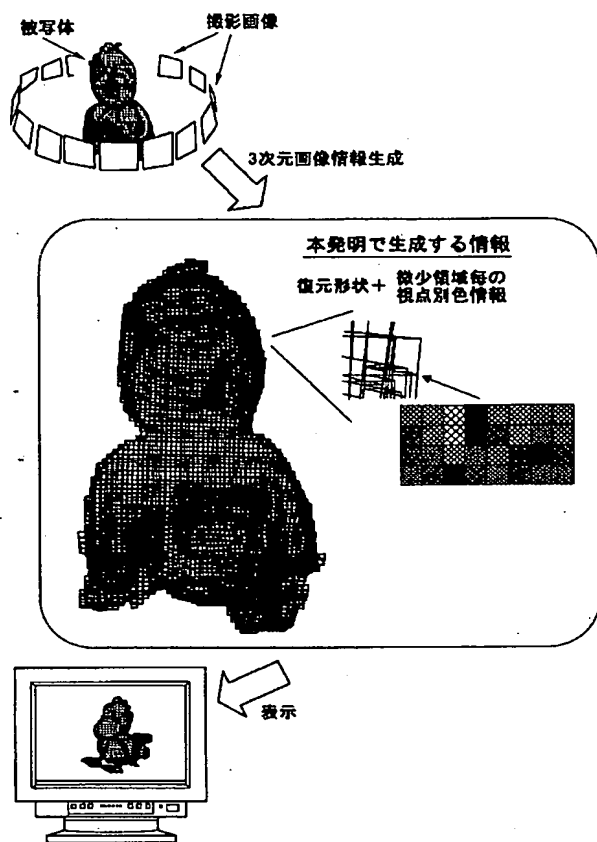 被写体
撮影画像
3次元画像情報生成
本発明で生成する情報
復元形状＋
微少領域毎の
視点別色情報
表示